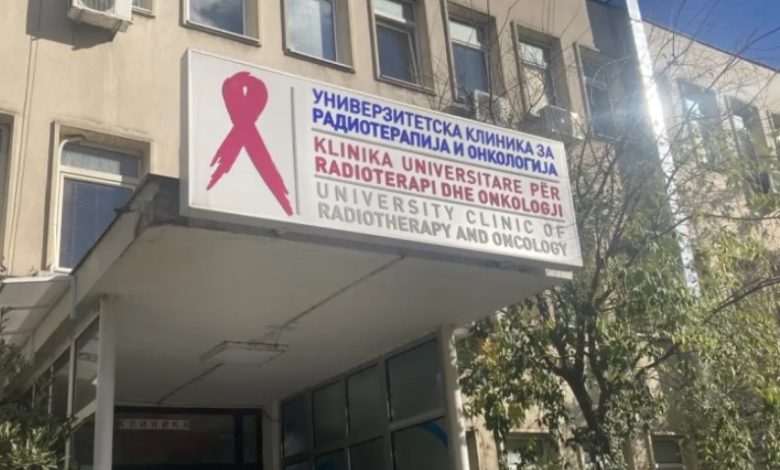 УНИВЕРЗИТЕТСКА КЛИНИКА ЗА
РАДИОТЕРАПИЈА И ОНКОЛОГИЈА
KLINIKA UNIVERSITARE PËR
RADIOTERAPI DHE ONKOLOGJI
UNIVERSITY CLINIC OF
RADIOTHERAPY AND ONCOLOGY
КЛИНИКА